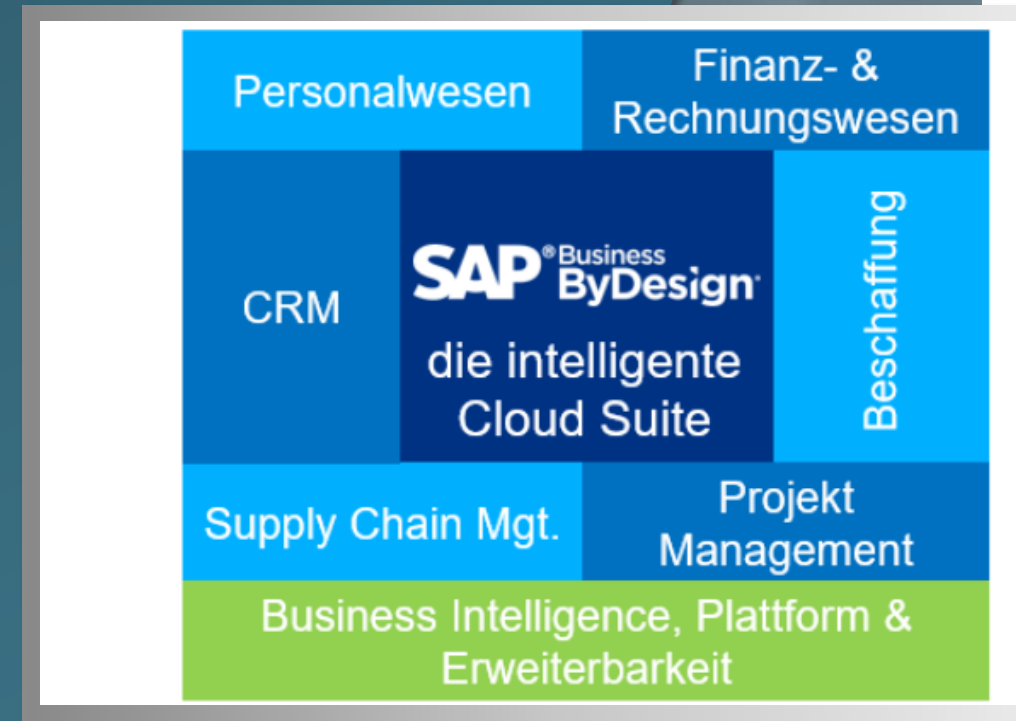 Personalwesen
Finanz- &
Rechnungswesen
CRM
SAP® Business
ByDesign
die intelligente
Cloud Suite
Beschaffung
Supply Chain Mgt.
Projekt
Management
Business Intelligence, Plattform &
Erweiterbarkeit